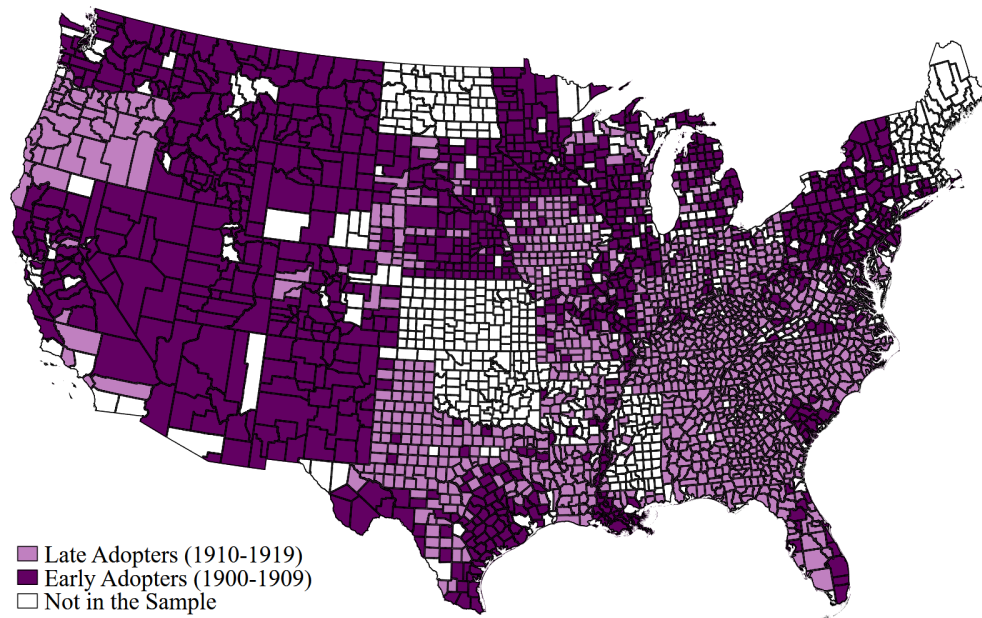 Late Adopters (1910-1919)
Early Adopters (1900-1909)
Not in the Sample